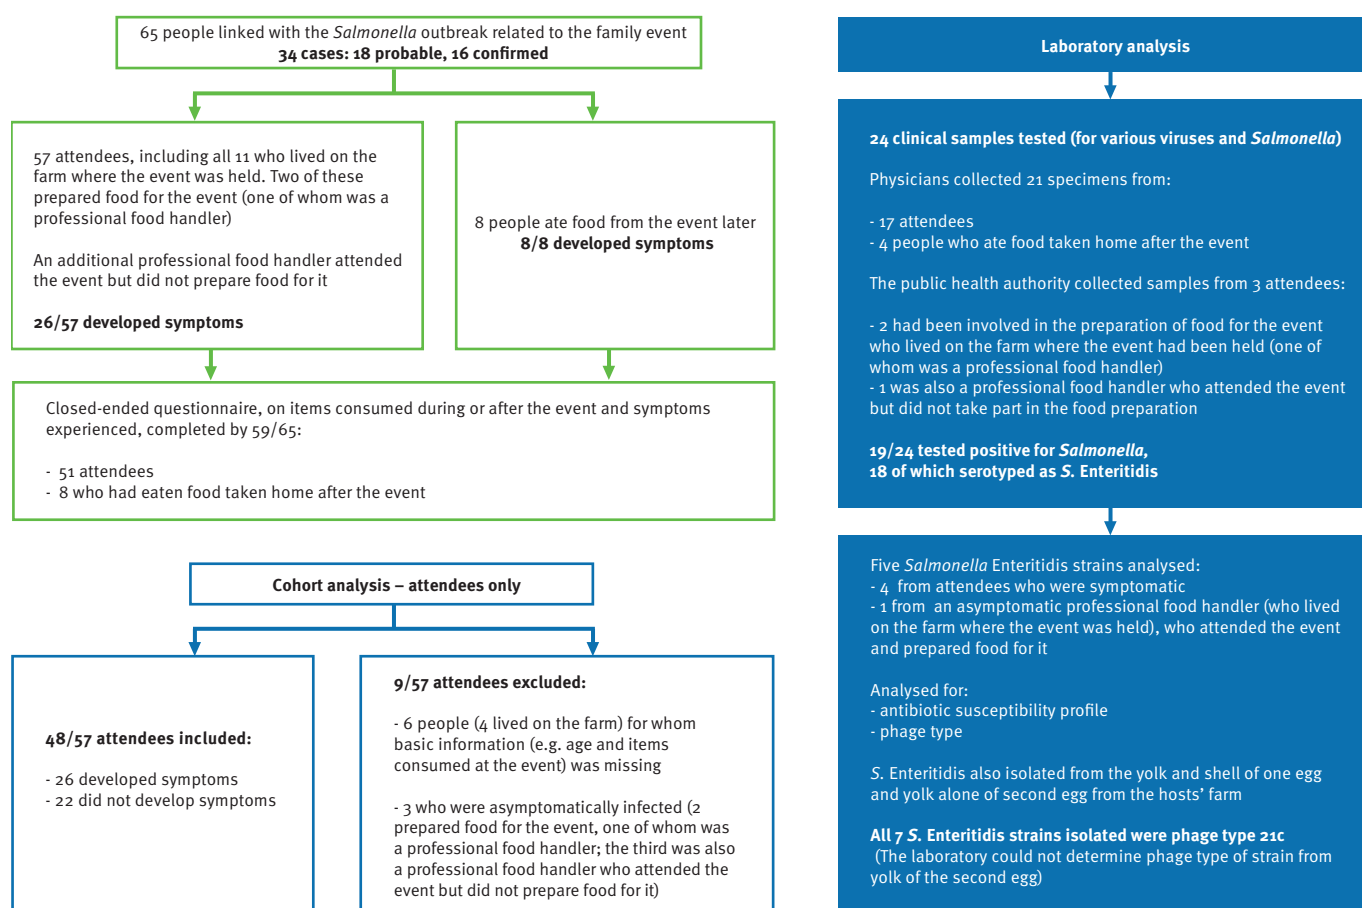 65 people linked with the Salmonella outbreak related to the family event
34 cases: 18 probable, 16 confirmed
57 attendees, including all 11 who lived on the
farm where the event was held. Two of these
prepared food for the event (one of whom was a
professional food handler)
An additional professional food handler attended
the event but did not prepare food for it
26/57 developed symptoms
8 people ate food from the event later
8/8 developed symptoms
Closed-ended questionnaire, on items consumed during or after the event and symptoms
experienced, completed by 59/65:
- 51 attendees
- 8 who had eaten food taken home after the event
Cohort analysis – attendees only
48/57 attendees included:
- 26 developed symptoms
- 22 did not develop symptoms
9/57 attendees excluded:
- 6 people (4 lived on the farm) for whom
basic information (e.g. age and items
consumed at the event) was missing
- 3 who were asymptomatically infected (2
prepared food for the event, one of whom was
a professional food handler; the third was also
a professional food handler who attended the
event but did not prepare food for it)
Laboratory analysis
24 clinical samples tested (for various viruses and Salmonella)
Physicians collected 21 specimens from:
- 17 attendees
- 4 people who ate food taken home after the event
The public health authority collected samples from 3 attendees:
- 2 had been involved in the preparation of food for the event
who lived on the farm where the event had been held (one of
whom was a professional food handler)
- 1 was also a professional food handler who attended the event
but did not take part in the food preparation
19/24 tested positive for Salmonella,
18 of which serotyped as S. Enteritidis
Five Salmonella Enteritidis strains analysed:
- 4 from attendees who were symptomatic
- 1 from an asymptomatic professional food handler (who lived
on the farm where the event was held), who attended the event
and prepared food for it
Analysed for:
- antibiotic susceptibility profile
- phage type
S. Enteritidis also isolated from the yolk and shell of one egg
and yolk alone of second egg from the hosts' farm
All 7 S. Enteritidis strains isolated were phage type 21c
(The laboratory could not determine phage type of strain from
yolk of the second egg)